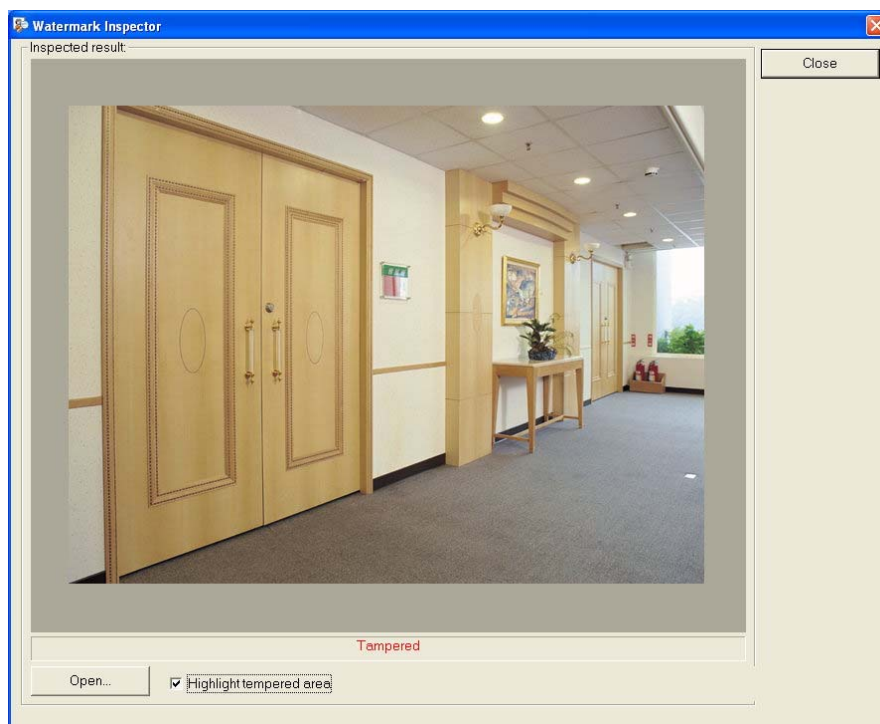 Watermark Inspector
Inspected result:
Close
Tampered
Open...
Highlight tempered area